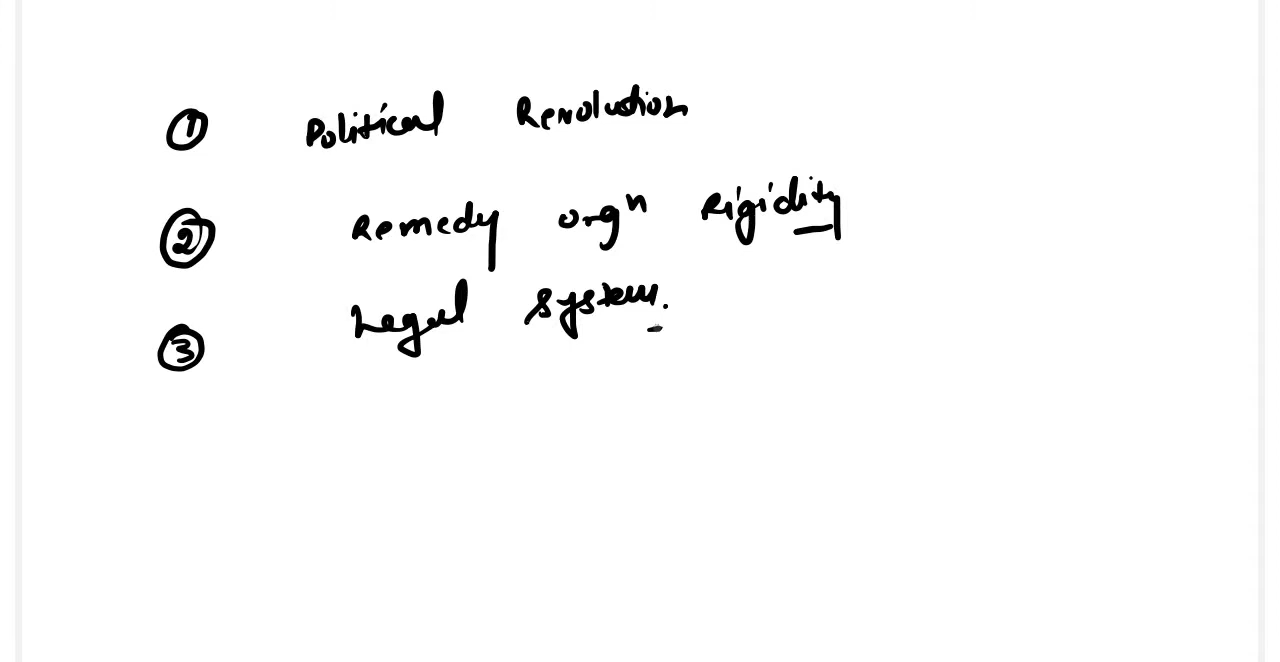 ① Political Revolution
② Remedy orgⁿ Rigidity
③ Legal System.